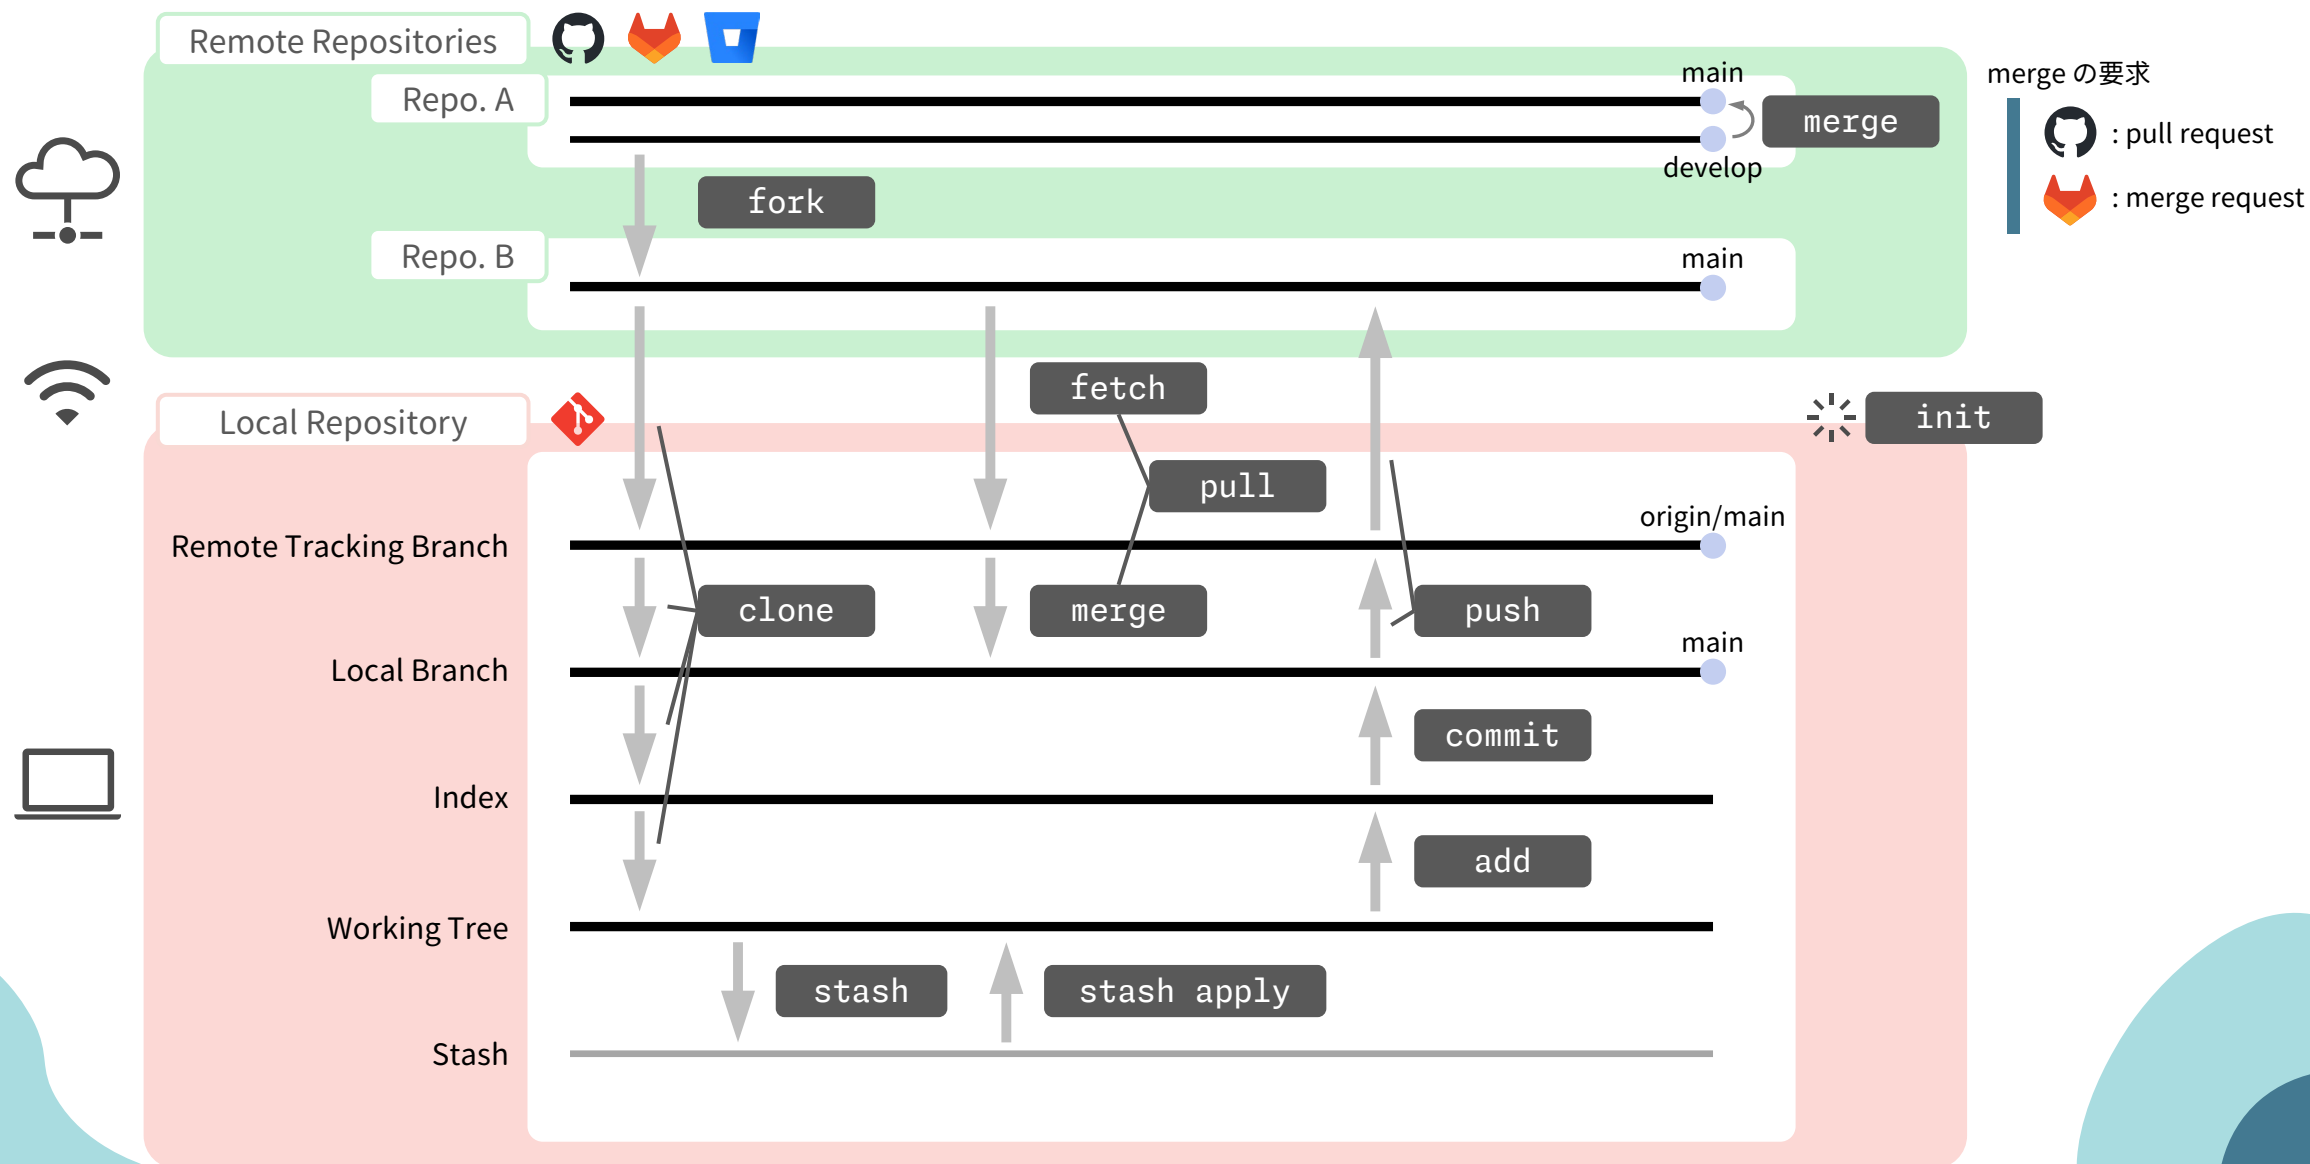 Remote Repositories
Repo. A
main
merge
develop
merge の要求
: pull request
: merge request
fork
Repo. B
main
fetch
Local Repository
init
pull
origin/main
Remote Tracking Branch
clone
merge
push
main
Local Branch
commit
Index
add
Working Tree
stash
stash apply
Stash